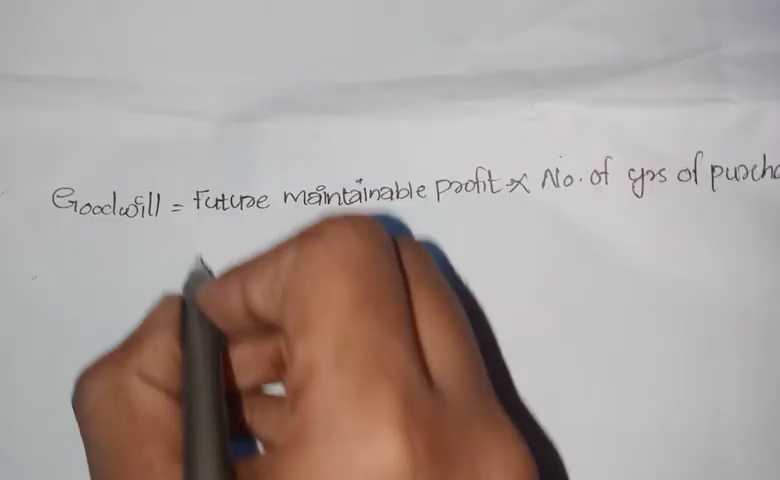 Goodwill = Future maintainable profit × No. of yrs of purcha